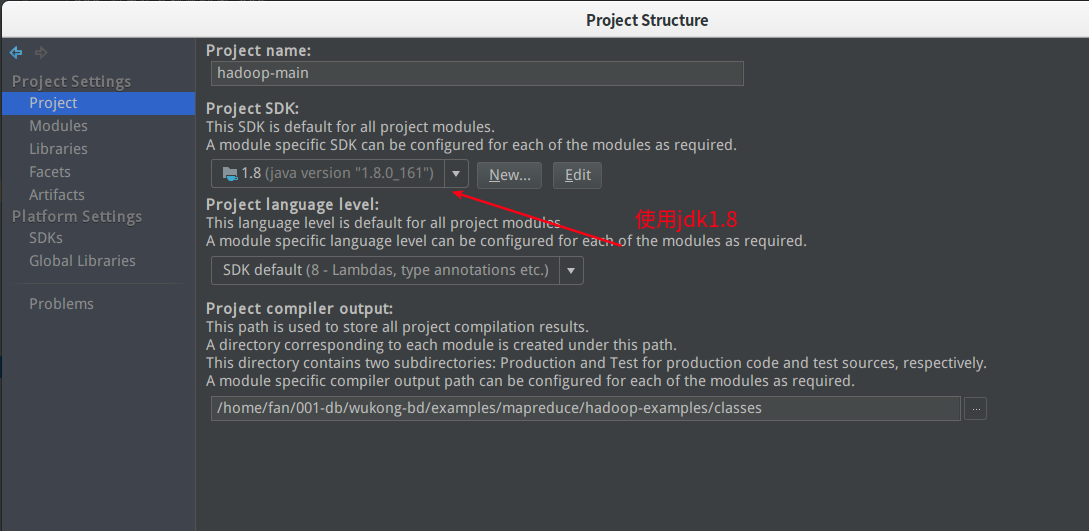 Project Structure
Project Settings
Project
Modules
Libraries
Facets
Artifacts
Platform Settings
SDKs
Global Libraries
Problems
Project name:
hadoop-main
Project SDK:
This SDK is default for all project modules.
A module specific SDK can be configured for each of the modules as required.
1.8 (java version "1.8.0_161")
New...
Edit
使用jdk1.8
Project language level:
This language level is default for all project modules.
A module specific language level can be configured for each of the modules as required.
SDK default (8 - Lambdas, type annotations etc.)
Project compiler output:
This path is used to store all project compilation results.
A directory corresponding to each module is created under this path.
This directory contains two subdirectories: Production and Test for production code and test sources, respectively.
A module specific compiler output path can be configured for each of the modules as required.
/home/fan/001-db/wukong-bd/examples/mapreduce/hadoop-examples/classes
...